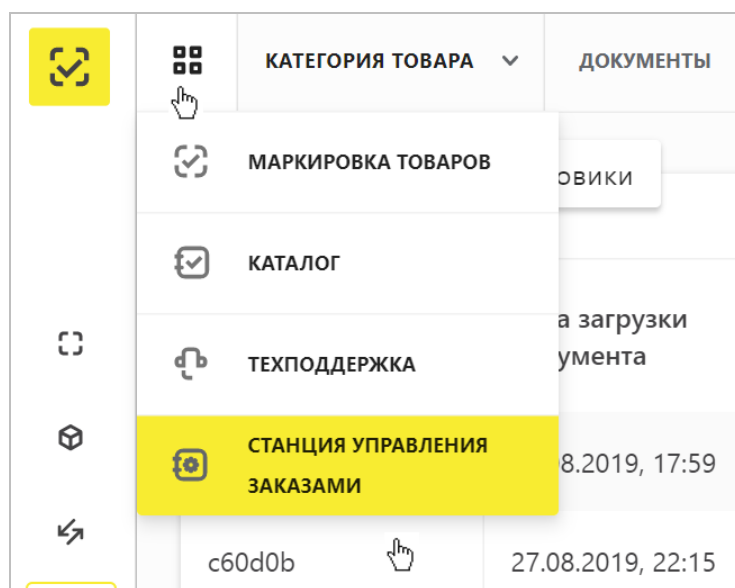 КАТЕГОРИЯ ТОВАРА
ДОКУМЕНТЫ
МАРКИРОВКА ТОВАРОВ
КАТАЛОГ
ТЕХПОДДЕРЖКА
СТАНЦИЯ УПРАВЛЕНИЯ
ЗАКАЗАМИ
овики
а загрузки
умента
8.2019, 17:59
c60d0b
27.08.2019, 22:15